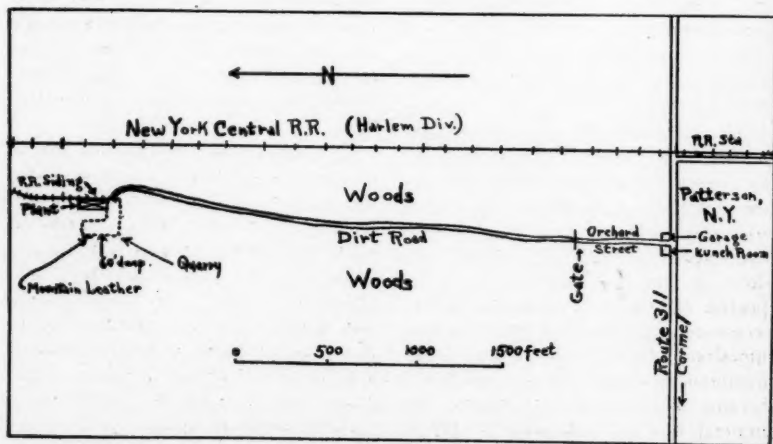 N
New York Central R.R. (Harlem Div.)
R.R. Sta
R.R. Siding
Plant
Woods
Patterson,
N.Y.
Orchard
Street
Garage
Lunch Room
Dirt Road
60' deep
Quarry
Mountain Leather
Woods
Gate
Route 311
Carmel
0 500 1000 1500 feet